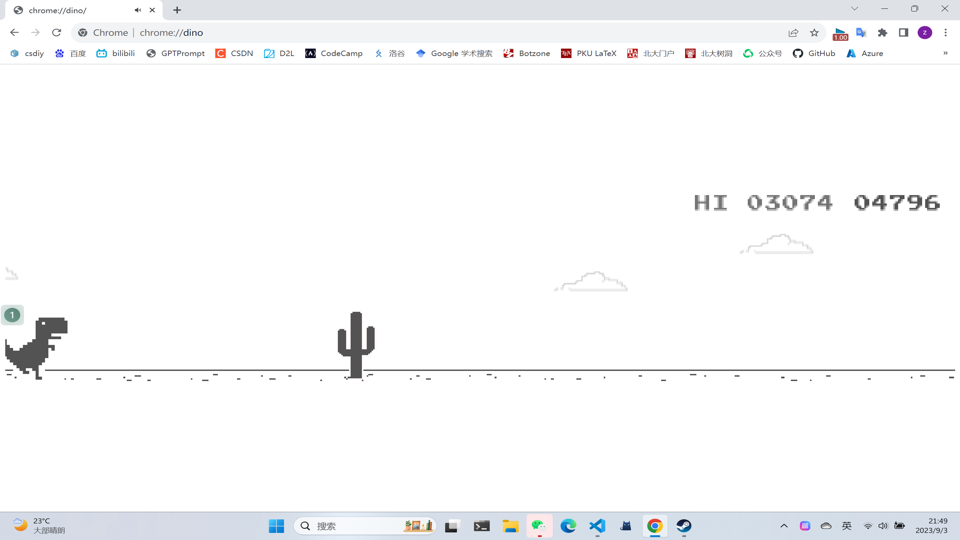 chrome://dino/
Chrome | chrome://dino
1.00
z
csdiy 百度 bilibili GPTPrompt CSDN D2L CodeCamp 洛谷 Google 学术搜索 Botzone PKU LaTeX 北大门户 北大树洞 公众号 GitHub Azure »
HI 03074 04796
1
23°C
大部晴朗
搜索
英
21:49
2023/9/3